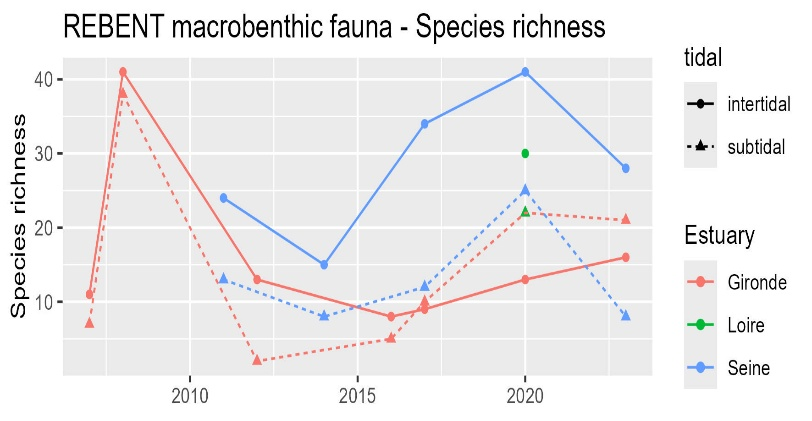 REBENT macrobenthic fauna - Species richness
Species richness
40
30
20
10
2010
2015
2020
tidal
intertidal
subtidal
Estuary
Gironde
Loire
Seine